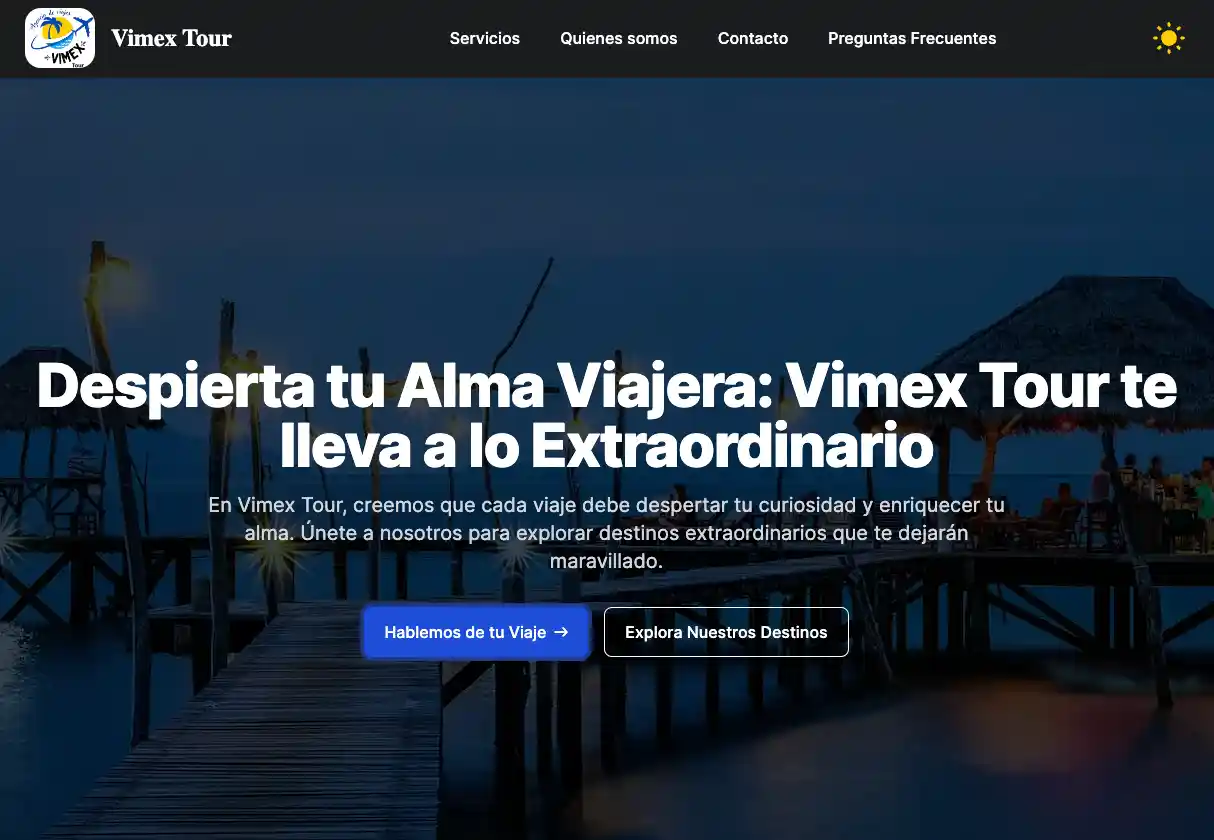 Agencia de viajes
VIMEX
Tour
Vimex Tour
Servicios
Quienes somos
Contacto
Preguntas Frecuentes
Despierta tu Alma Viajera: Vimex Tour te
lleva a lo Extraordinario
En Vimex Tour, creemos que cada viaje debe despertar tu curiosidad y enriquecer tu
alma. Únete a nosotros para explorar destinos extraordinarios que te dejarán
maravillado.
Hablemos de tu Viaje →
Explora Nuestros Destinos